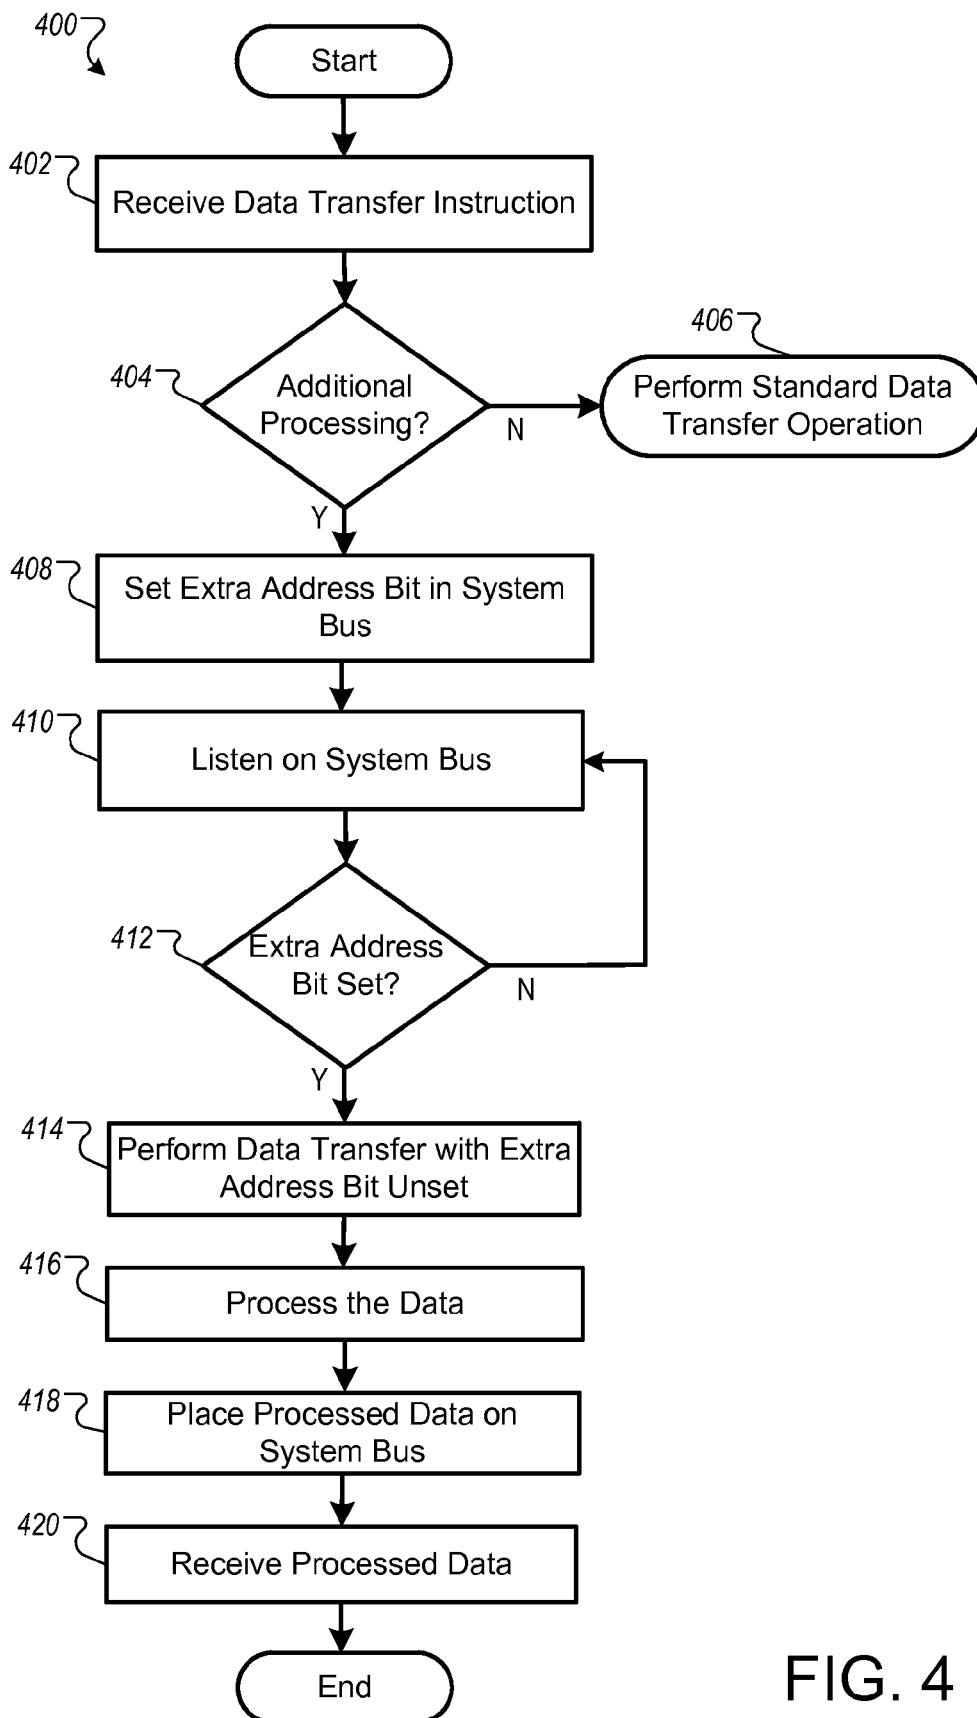 400
Start
402
Receive Data Transfer Instruction
404
Additional
Processing?
N
406
Perform Standard Data
Transfer Operation
Y
408
Set Extra Address Bit in System
Bus
410
Listen on System Bus
412
Extra Address
Bit Set?
N
Y
414
Perform Data Transfer with Extra
Address Bit Unset
416
Process the Data
418
Place Processed Data on
System Bus
420
Receive Processed Data
End
FIG. 4